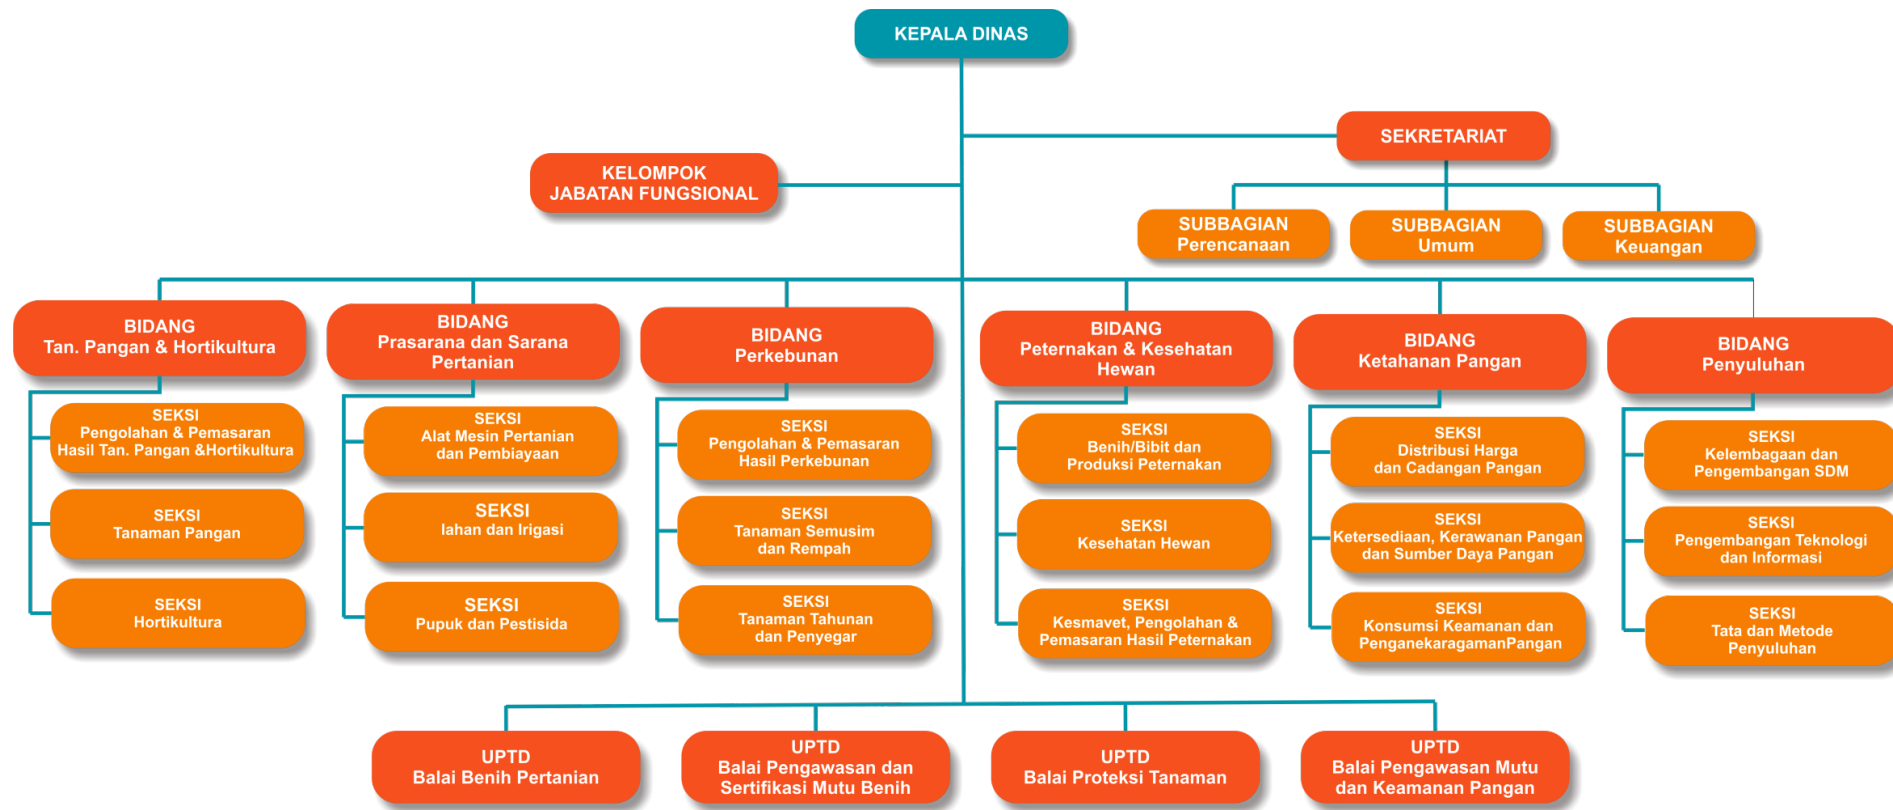 KEPALA DINAS
SEKRETARIAT
KELOMPOK
JABATAN FUNGSIONAL
SUBBAGIAN
Perencanaan
SUBBAGIAN
Umum
SUBBAGIAN
Keuangan
BIDANG
Tan. Pangan & Hortikultura
BIDANG
Prasarana dan Sarana
Pertanian
BIDANG
Perkebunan
BIDANG
Peternakan & Kesehatan
Hewan
BIDANG
Ketahanan Pangan
BIDANG
Penyuluhan
SEKSI
Pengolahan & Pemasaran
Hasil Tan. Pangan &Hortikultura
SEKSI
Tanaman Pangan
SEKSI
Hortikultura
SEKSI
Alat Mesin Pertanian
dan Pembiayaan
SEKSI
lahan dan Irigasi
SEKSI
Pupuk dan Pestisida
SEKSI
Pengolahan & Pemasaran
Hasil Perkebunan
SEKSI
Tanaman Semusim
dan Rempah
SEKSI
Tanaman Tahunan
dan Penyegar
SEKSI
Benih/Bibit dan
Produksi Peternakan
SEKSI
Kesehatan Hewan
SEKSI
Kesmavet, Pengolahan &
Pemasaran Hasil Peternakan
SEKSI
Distribusi Harga
dan Cadangan Pangan
SEKSI
Ketersediaan, Kerawanan Pangan
dan Sumber Daya Pangan
SEKSI
Konsumsi Keamanan dan
PenganekaragamanPangan
SEKSI
Kelembagaan dan
Pengembangan SDM
SEKSI
Pengembangan Teknologi
dan Informasi
SEKSI
Tata dan Metode
Penyuluhan
UPTD
Balai Benih Pertanian
UPTD
Balai Pengawasan dan
Sertifikasi Mutu Benih
UPTD
Balai Proteksi Tanaman
UPTD
Balai Pengawasan Mutu
dan Keamanan Pangan